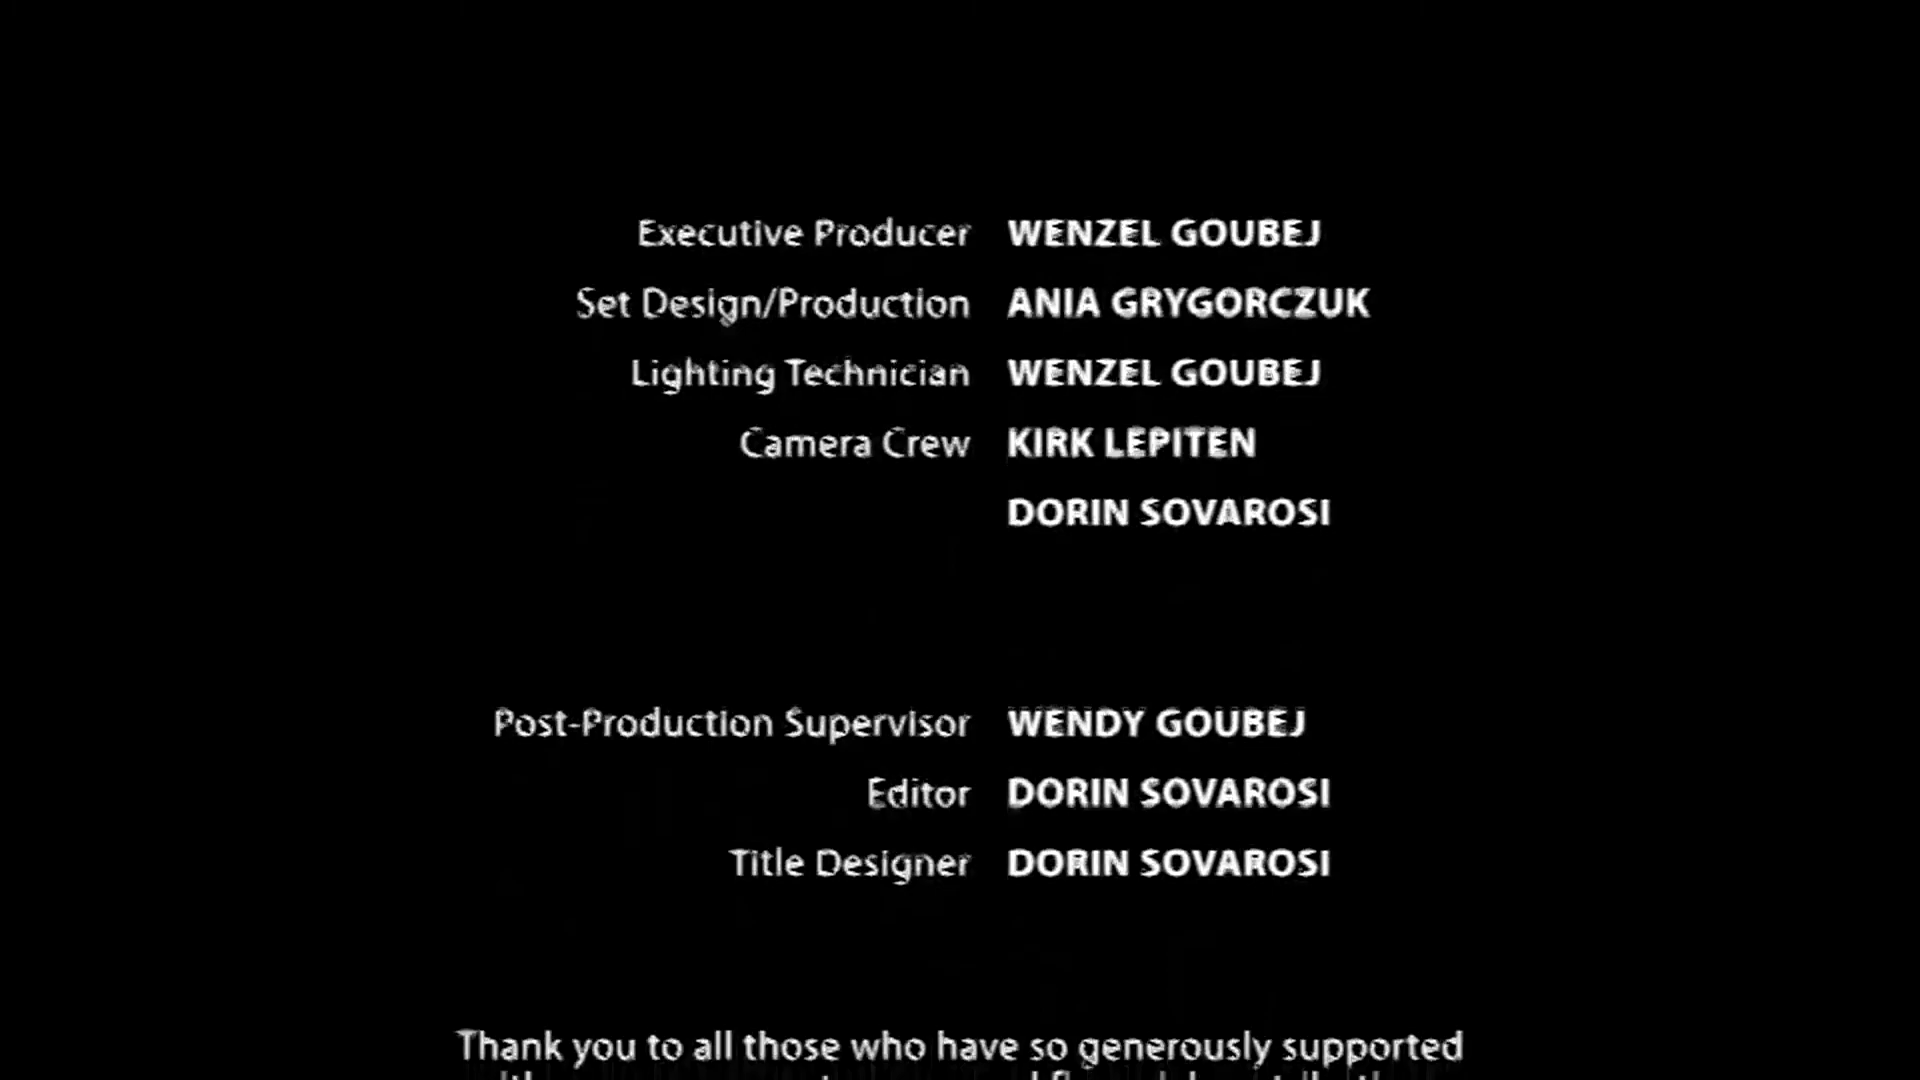 Executive Producer WENZEL GOUBEJ
Set Design/Production ANIA GRYGORCZUK
Lighting Technician WENZEL GOUBEJ
Camera Crew KIRK LEPITEN
DORIN SOVAROSI
Post-Production Supervisor WENDY GOUBEJ
Editor DORIN SOVAROSI
Title Designer DORIN SOVAROSI
Thank you to all those who have so generously supported